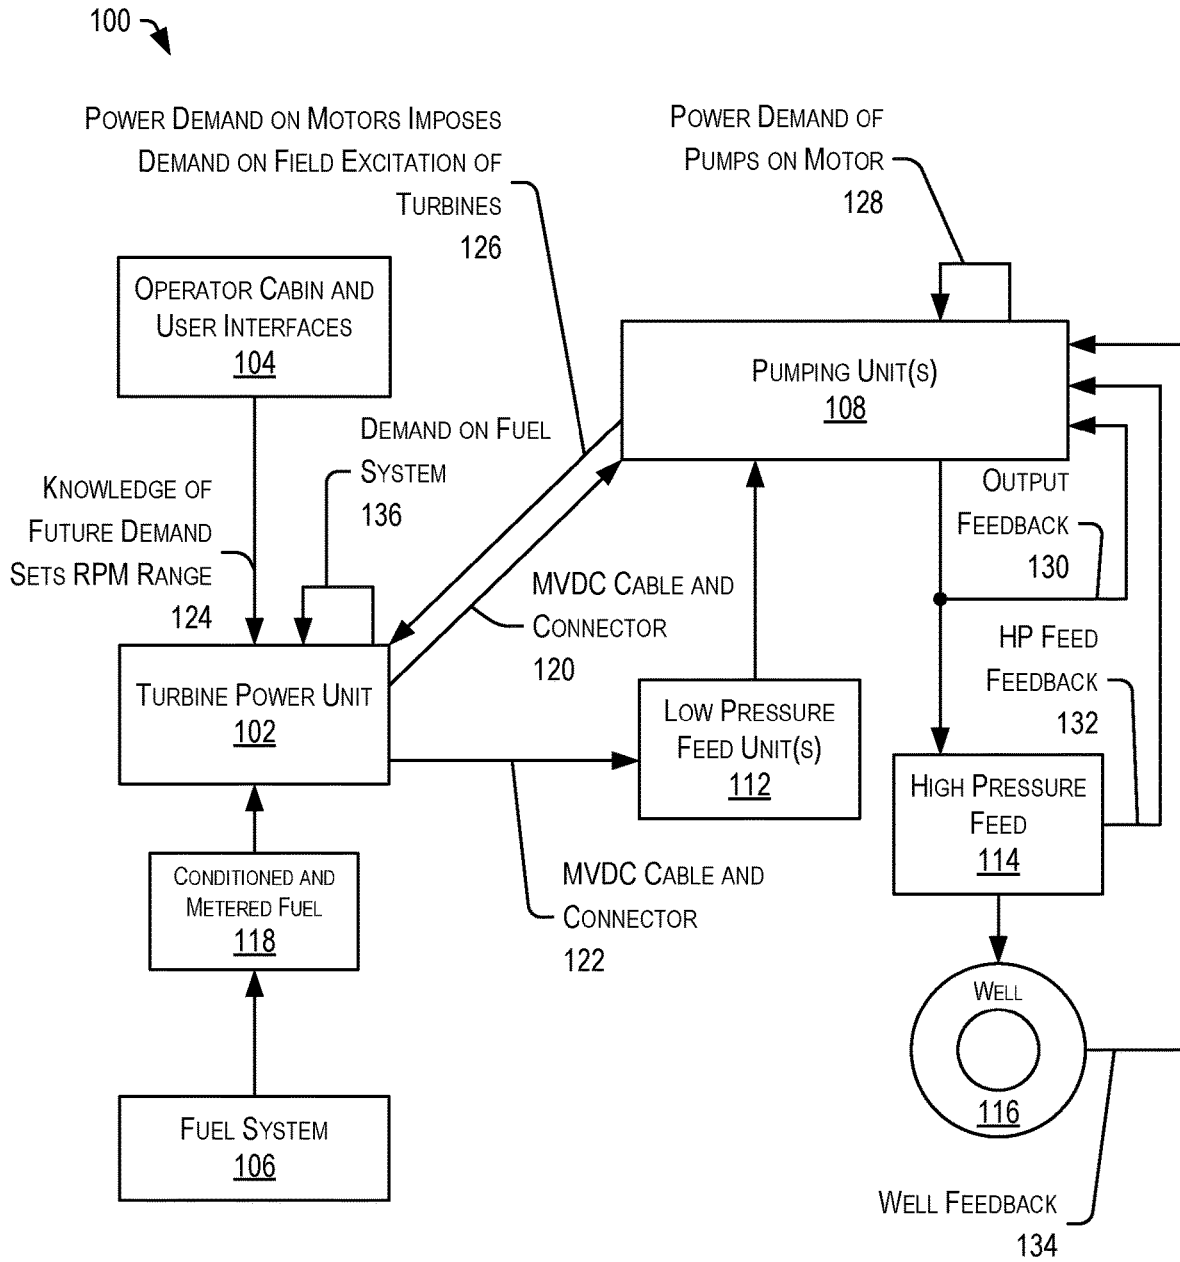 100
Power Demand on Motors Imposes
Demand on Field Excitation of
Turbines
126
Power Demand of
Pumps on Motor
128
Operator Cabin and
User Interfaces
104
Pumping Unit(s)
108
Demand on Fuel
System
136
Knowledge of
Future Demand
Sets RPM Range
124
Output
Feedback
130
MVDC Cable and
Connector
120
HP Feed
Feedback
132
Turbine Power Unit
102
Low Pressure
Feed Unit(s)
112
High Pressure
Feed
114
Conditioned and
Metered Fuel
118
MVDC Cable and
Connector
122
Well
116
Fuel System
106
Well Feedback
134